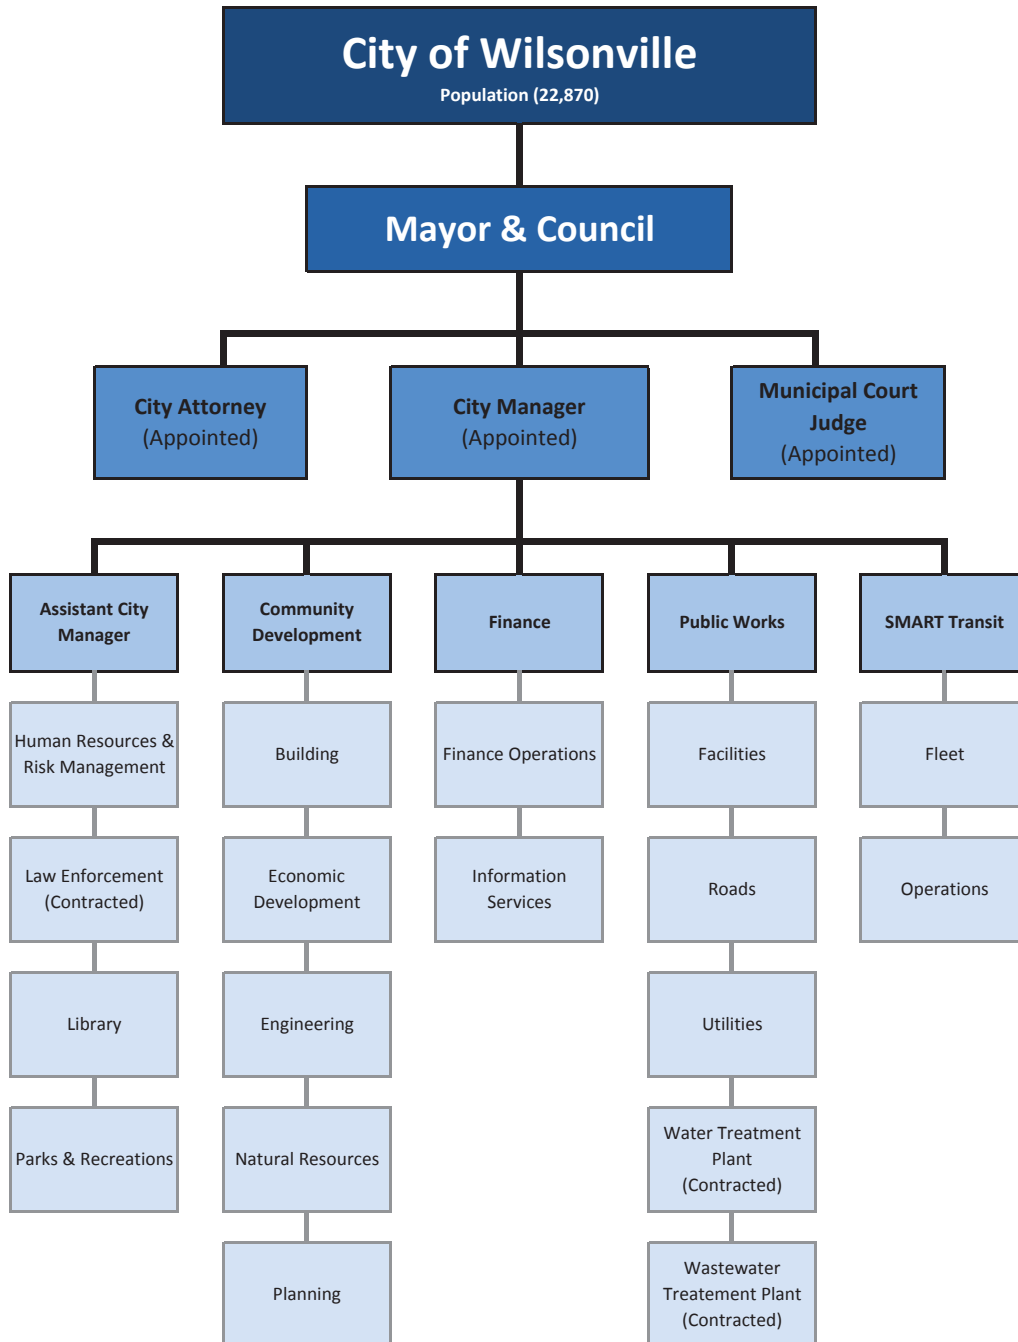 City of Wilsonville
Population (22,870)
Mayor & Council
City Attorney
(Appointed)
City Manager
(Appointed)
Municipal Court
Judge
(Appointed)
Assistant City
Manager
Community
Development
Finance
Public Works
SMART Transit
Human Resources &
Risk Management
Building
Finance Operations
Facilities
Fleet
Law Enforcement
(Contracted)
Economic
Development
Information
Services
Roads
Operations
Library
Engineering
Utilities
Parks & Recreations
Natural Resources
Water Treatment
Plant
(Contracted)
Planning
Wastewater
Treatement Plant
(Contracted)